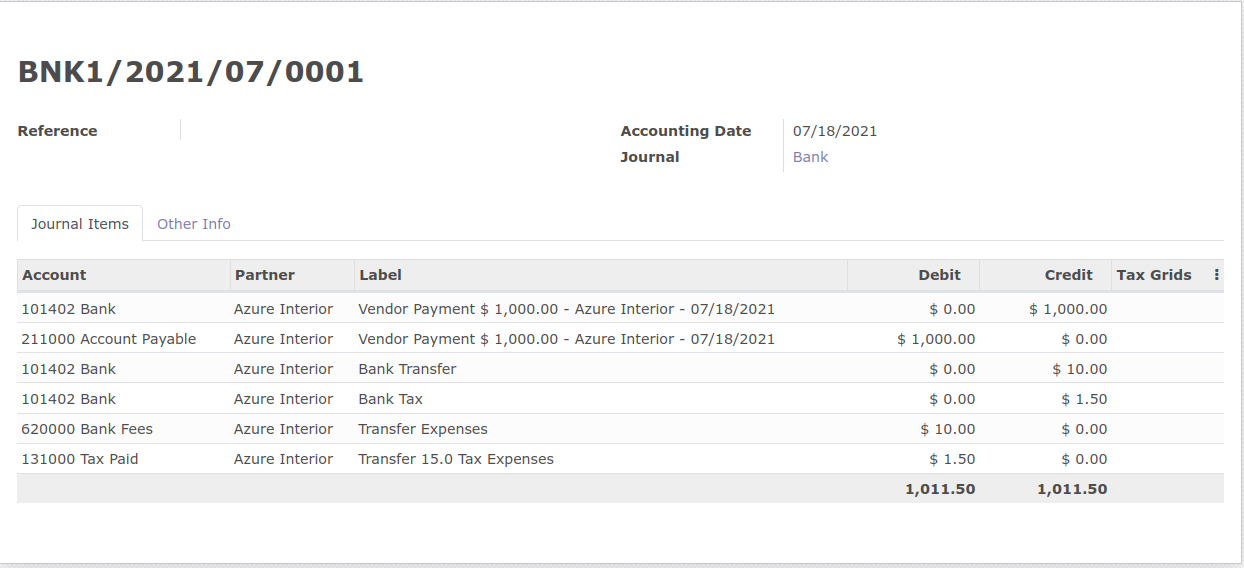 BNK1/2021/07/0001
Reference
Accounting Date 07/18/2021
Journal Bank
Journal Items Other Info
Account Partner Label Debit Credit Tax Grids
101402 Bank Azure Interior Vendor Payment $ 1,000.00 - Azure Interior - 07/18/2021 $ 0.00 $ 1,000.00
211000 Account Payable Azure Interior Vendor Payment $ 1,000.00 - Azure Interior - 07/18/2021 $ 1,000.00 $ 0.00
101402 Bank Azure Interior Bank Transfer $ 0.00 $ 10.00
101402 Bank Azure Interior Bank Tax $ 0.00 $ 1.50
620000 Bank Fees Azure Interior Transfer Expenses $ 10.00 $ 0.00
131000 Tax Paid Azure Interior Transfer 15.0 Tax Expenses $ 1.50 $ 0.00
1,011.50 1,011.50